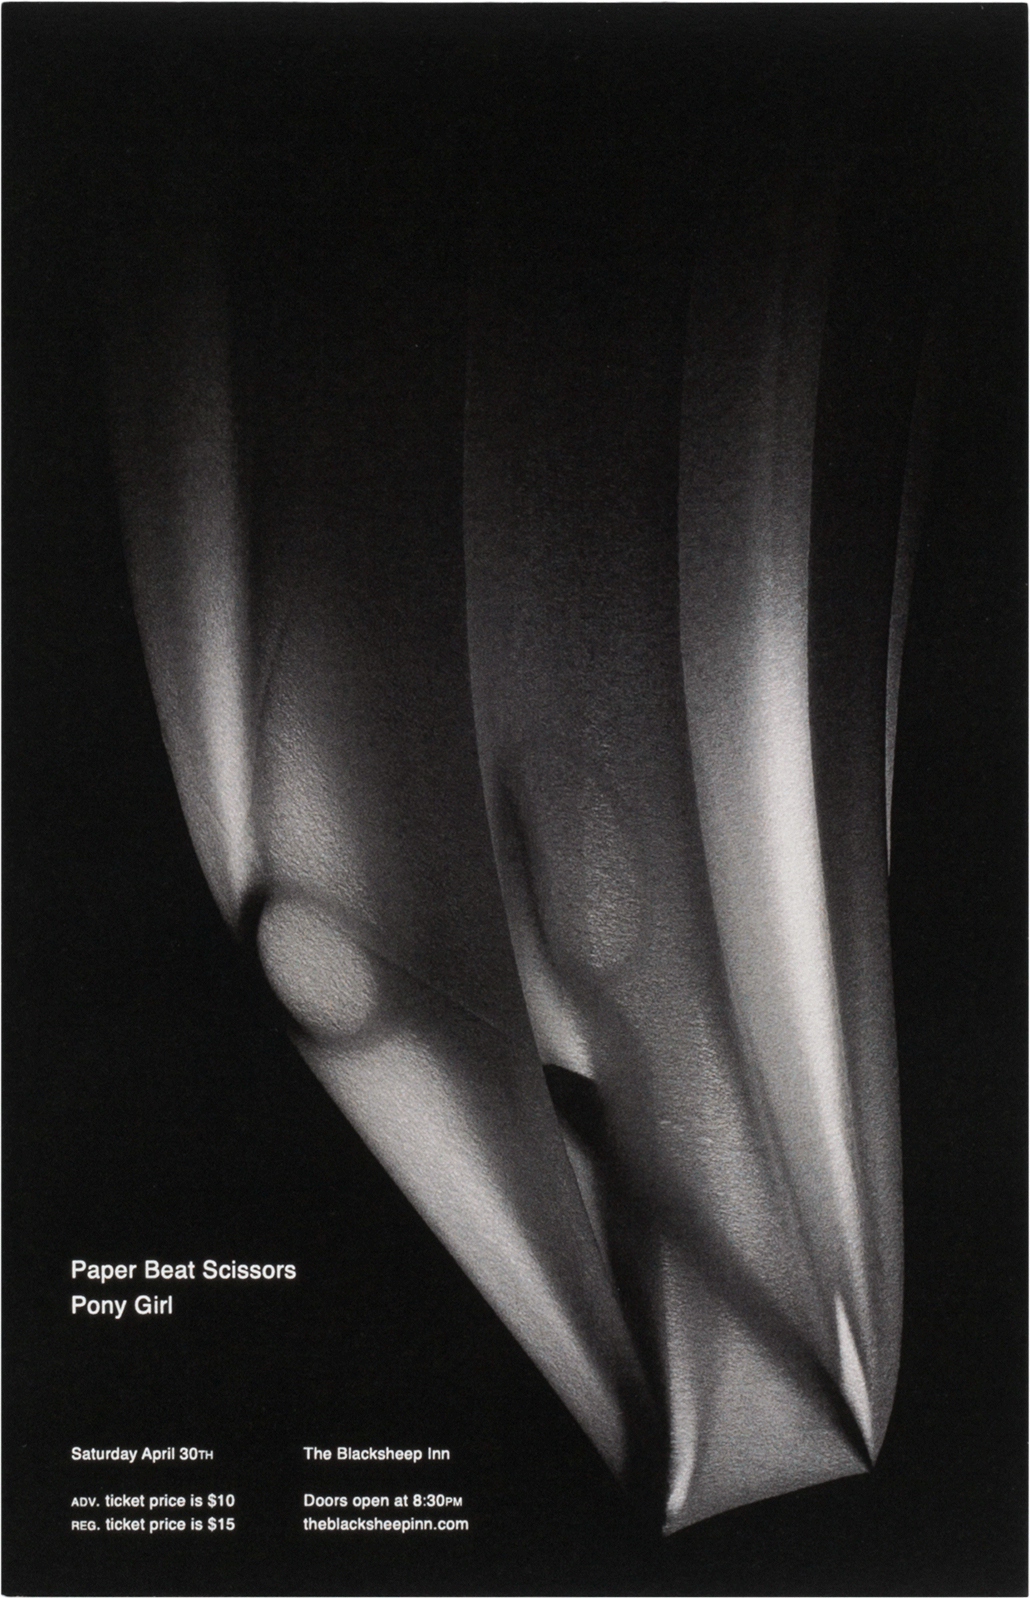 Paper Beat Scissors
Pony Girl
Saturday April 30TH
ADV. ticket price is $10
REG. ticket price is $15
The Blacksheep Inn
Doors open at 8:30PM
theblacksheepinn.com